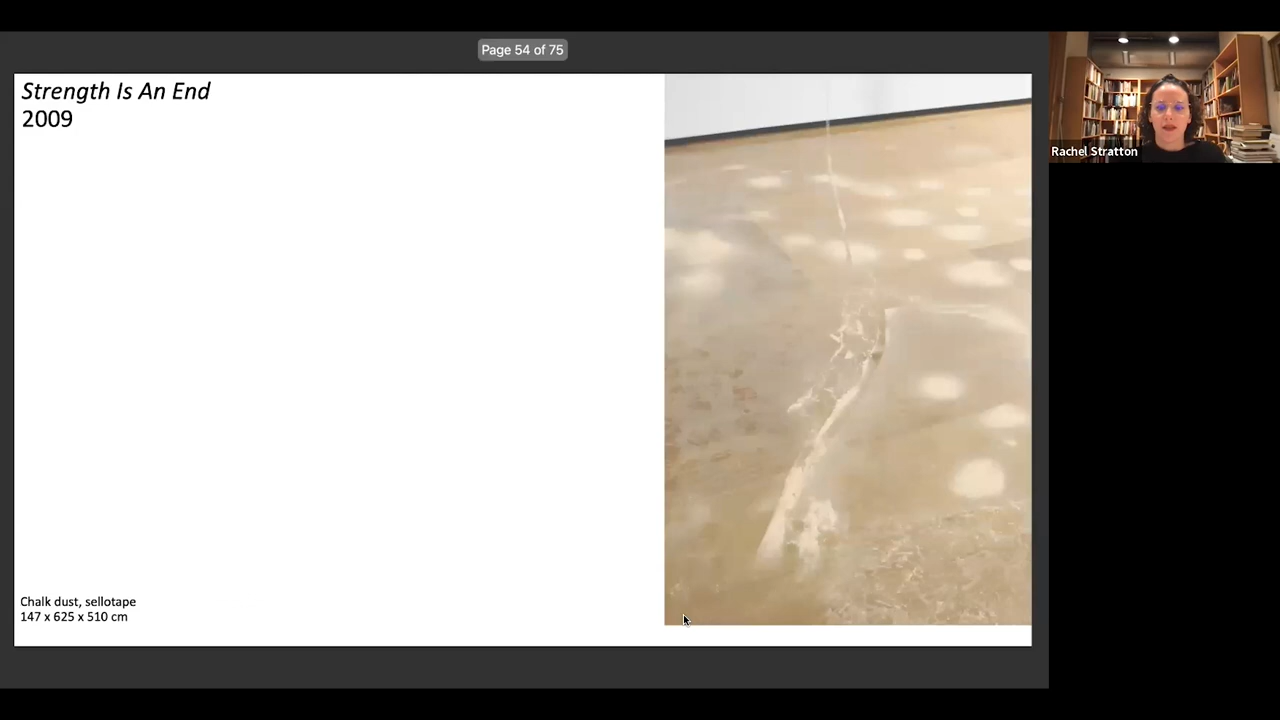 Page 54 of 75
Strength Is An End
2009
Rachel Stratton
Chalk dust, sellotape
147 x 625 x 510 cm